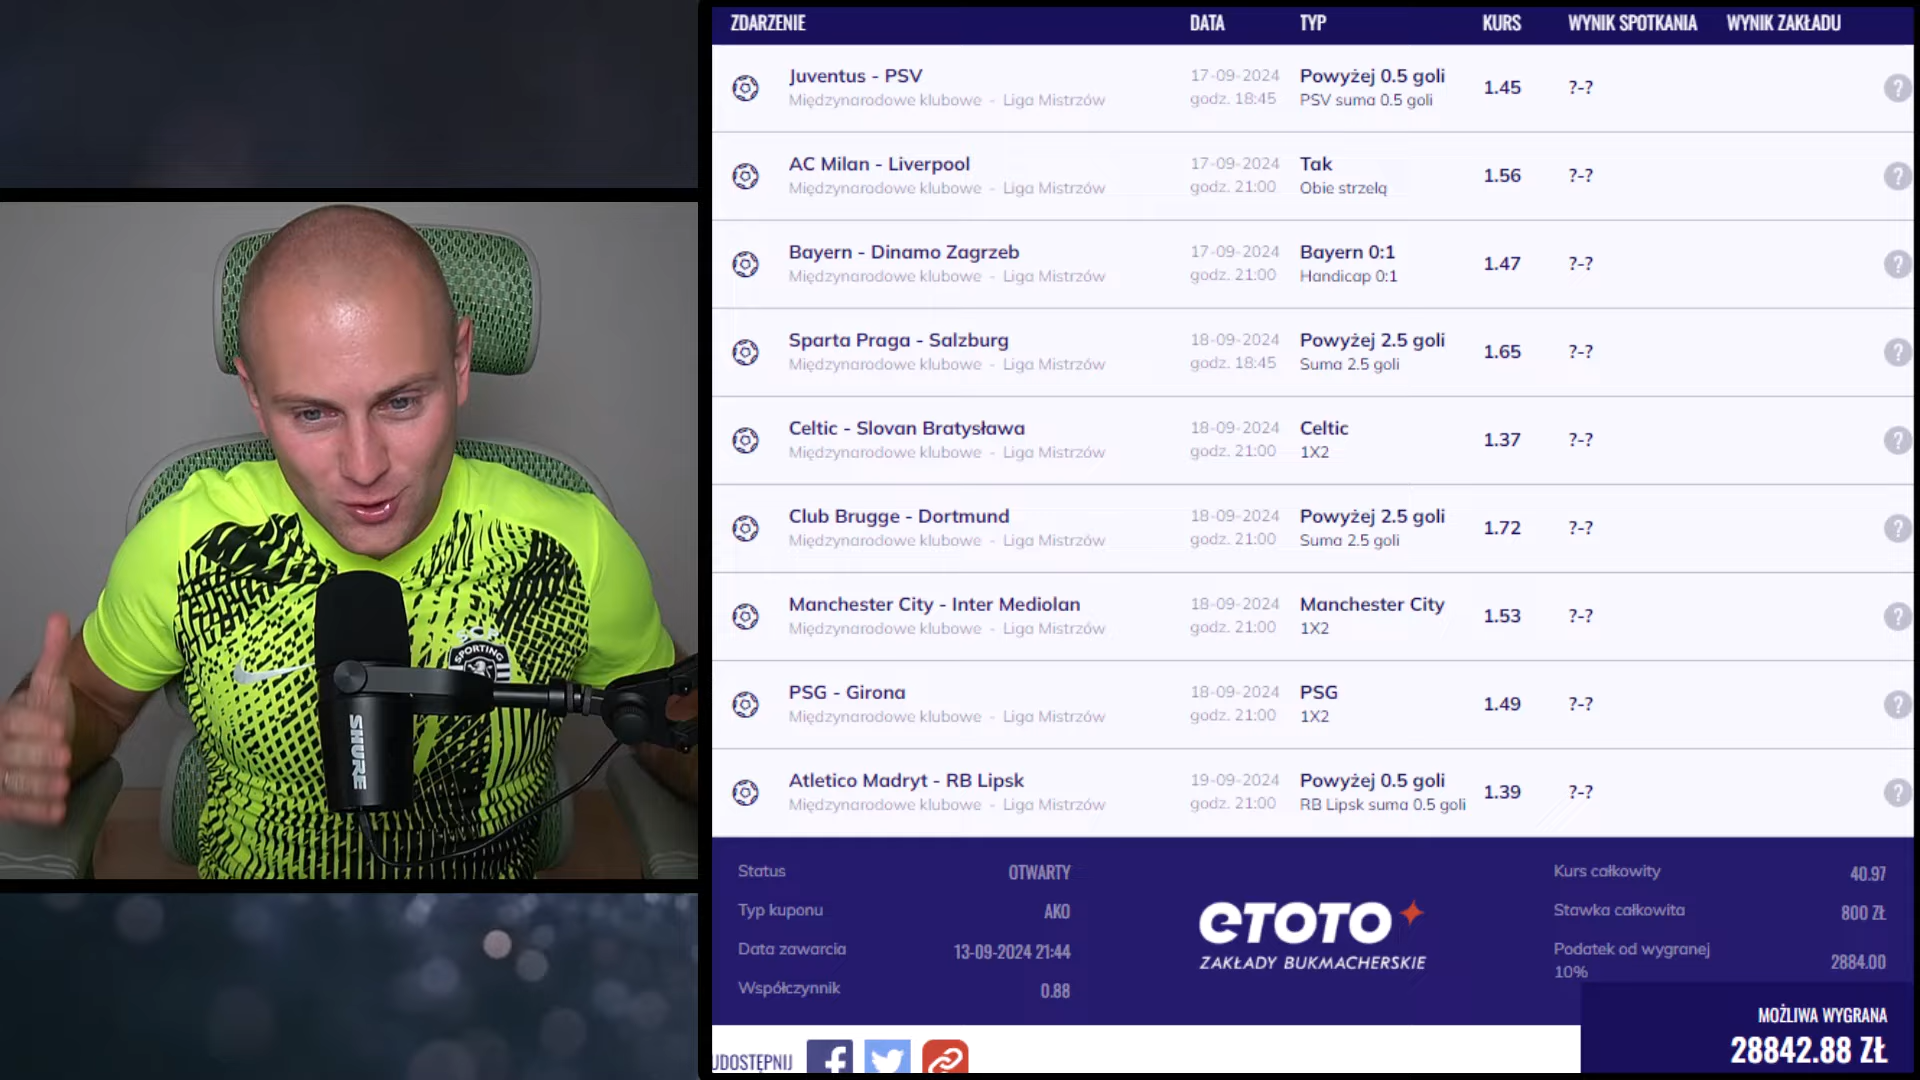 ZDARZENIE DATA TYP KURS WYNIK SPOTKANIA WYNIK ZAKŁADU
Juventus - PSV 17-09-2024 Powyżej 0.5 goli 1.45 ?-? ?
Międzynarodowe klubowe - Liga Mistrzów godz. 18:45 PSV suma 0.5 goli
AC Milan - Liverpool 17-09-2024 Tak 1.56 ?-? ?
Międzynarodowe klubowe - Liga Mistrzów godz. 21:00 Obie strzelą
Bayern - Dinamo Zagrzeb 17-09-2024 Bayern 0:1 1.47 ?-? ?
Międzynarodowe klubowe - Liga Mistrzów godz. 21:00 Handicap 0:1
Sparta Praga - Salzburg 18-09-2024 Powyżej 2.5 goli 1.65 ?-? ?
Międzynarodowe klubowe - Liga Mistrzów godz. 18:45 Suma 2.5 goli
Celtic - Slovan Bratysława 18-09-2024 Celtic 1.37 ?-? ?
Międzynarodowe klubowe - Liga Mistrzów godz. 21:00 1X2
Club Brugge - Dortmund 18-09-2024 Powyżej 2.5 goli 1.72 ?-? ?
Międzynarodowe klubowe - Liga Mistrzów godz. 21:00 Suma 2.5 goli
Manchester City - Inter Mediolan 18-09-2024 Manchester City 1.53 ?-? ?
Międzynarodowe klubowe - Liga Mistrzów godz. 21:00 1X2
PSG - Girona 18-09-2024 PSG 1.49 ?-? ?
Międzynarodowe klubowe - Liga Mistrzów godz. 21:00 1X2
Atletico Madryt - RB Lipsk 19-09-2024 Powyżej 0.5 goli 1.39 ?-? ?
Międzynarodowe klubowe - Liga Mistrzów godz. 21:00 RB Lipsk suma 0.5 goli
Status OTWARTY
Typ kuponu AKO
Data zawarcia 13-09-2024 21:44
Współczynnik 0.88
eTOTO
ZAKŁADY BUKMACHERSKIE
Kurs całkowity 40.97
Stawka całkowita 800 ZŁ
Podatek od wygranej 2884.00
10%
MOŻLIWA WYGRANA
28842.88 ZŁ
UDOSTĘPNIJ
SCP
SPORTING
SHURE